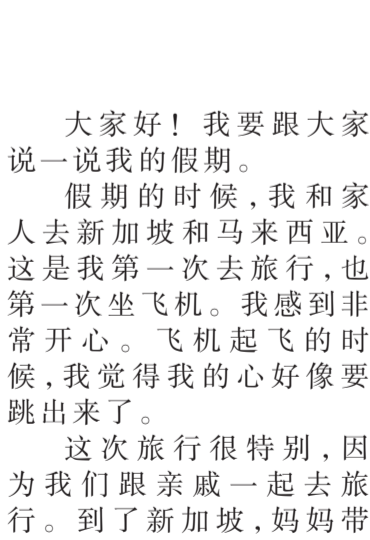 大家好！我要跟大家
说一说我的假期。
假期的时候，我和家
人去新加坡和马来西亚。
这是我第一次去旅行，也
第一次坐飞机。我感到非
常开心。飞机起飞的时
候，我觉得我的心好像要
跳出来了。
这次旅行很特别，因
为我们跟亲戚一起去旅
行。到了新加坡，妈妈带